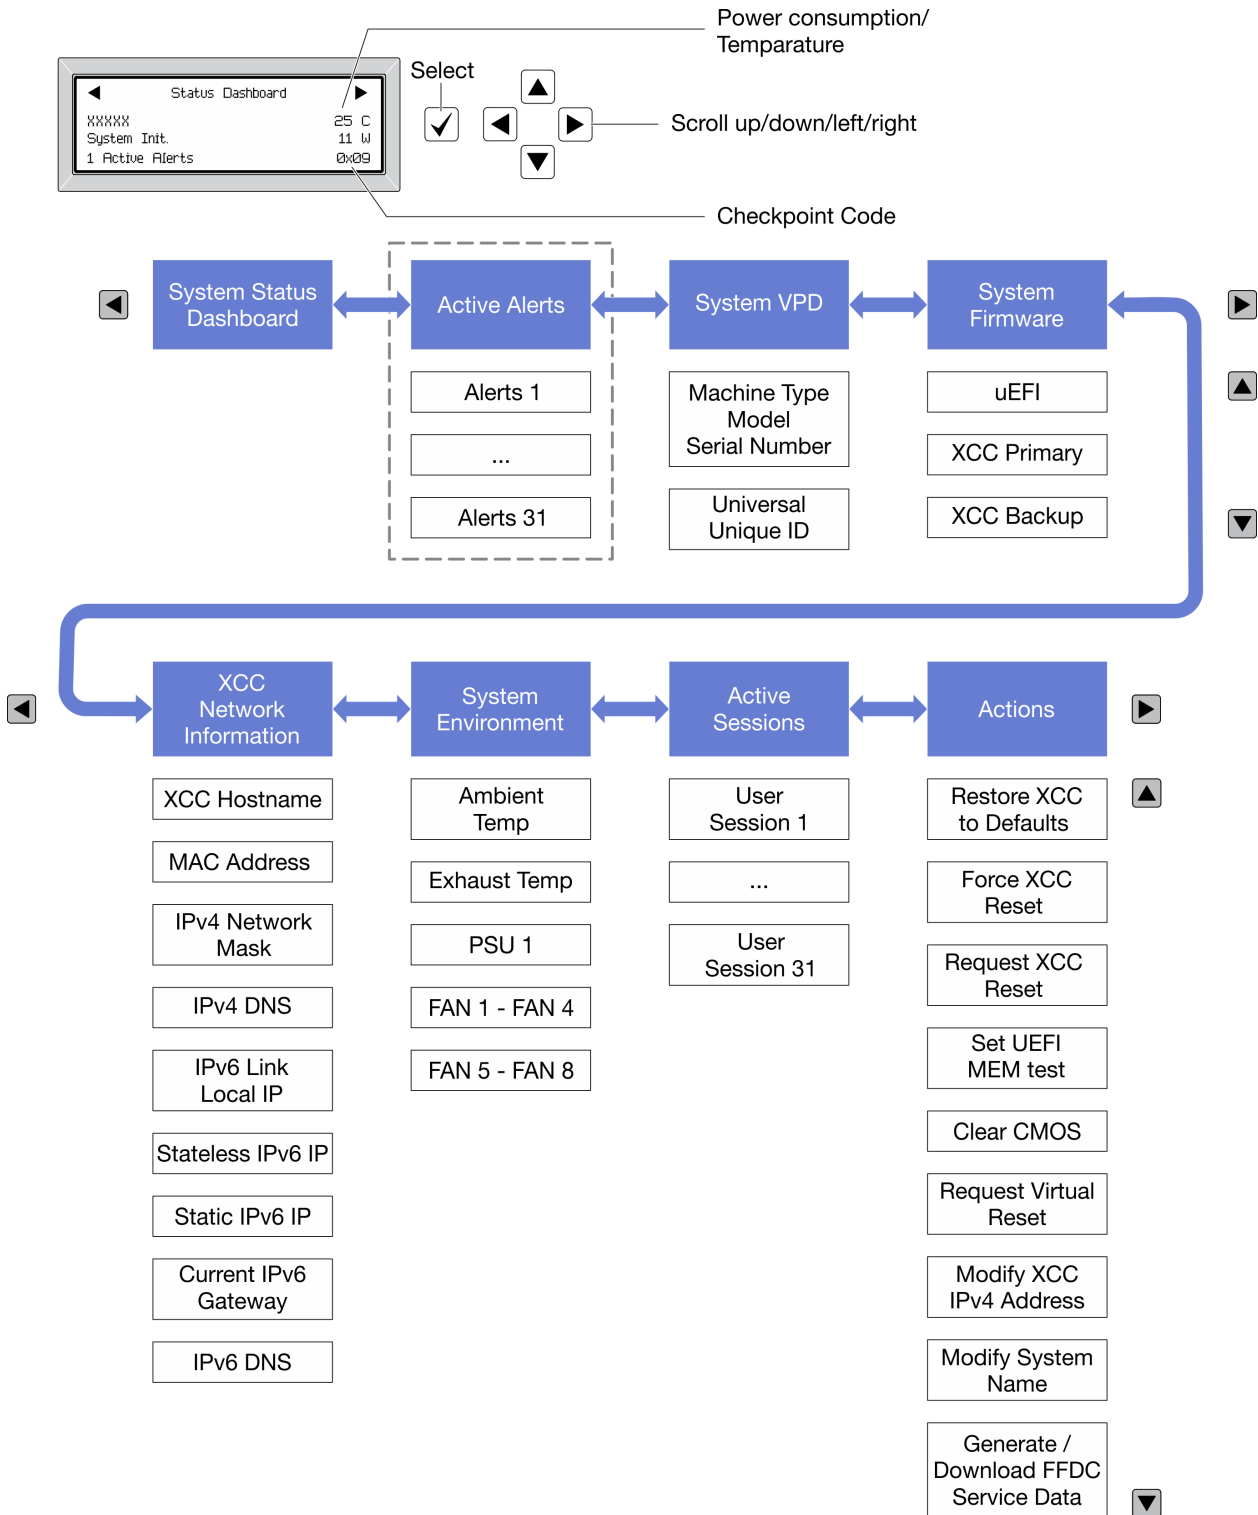 Power consumption/
Temparature
Select
Status Dashboard
XXXXX 25 C
System Init. 11 W
1 Active Alerts 0x09
Scroll up/down/left/right
Checkpoint Code
System Status
Dashboard
Active Alerts
System VPD
System
Firmware
Alerts 1
...
Alerts 31
Machine Type
Model
Serial Number
Universal
Unique ID
uEFI
XCC Primary
XCC Backup
XCC
Network
Information
System
Environment
Active
Sessions
Actions
XCC Hostname
MAC Address
IPv4 Network
Mask
IPv4 DNS
IPv6 Link
Local IP
Stateless IPv6 IP
Static IPv6 IP
Current IPv6
Gateway
IPv6 DNS
Ambient
Temp
Exhaust Temp
PSU 1
FAN 1 - FAN 4
FAN 5 - FAN 8
User
Session 1
...
User
Session 31
Restore XCC
to Defaults
Force XCC
Reset
Request XCC
Reset
Set UEFI
MEM test
Clear CMOS
Request Virtual
Reset
Modify XCC
IPv4 Address
Modify System
Name
Generate /
Download FFDC
Service Data